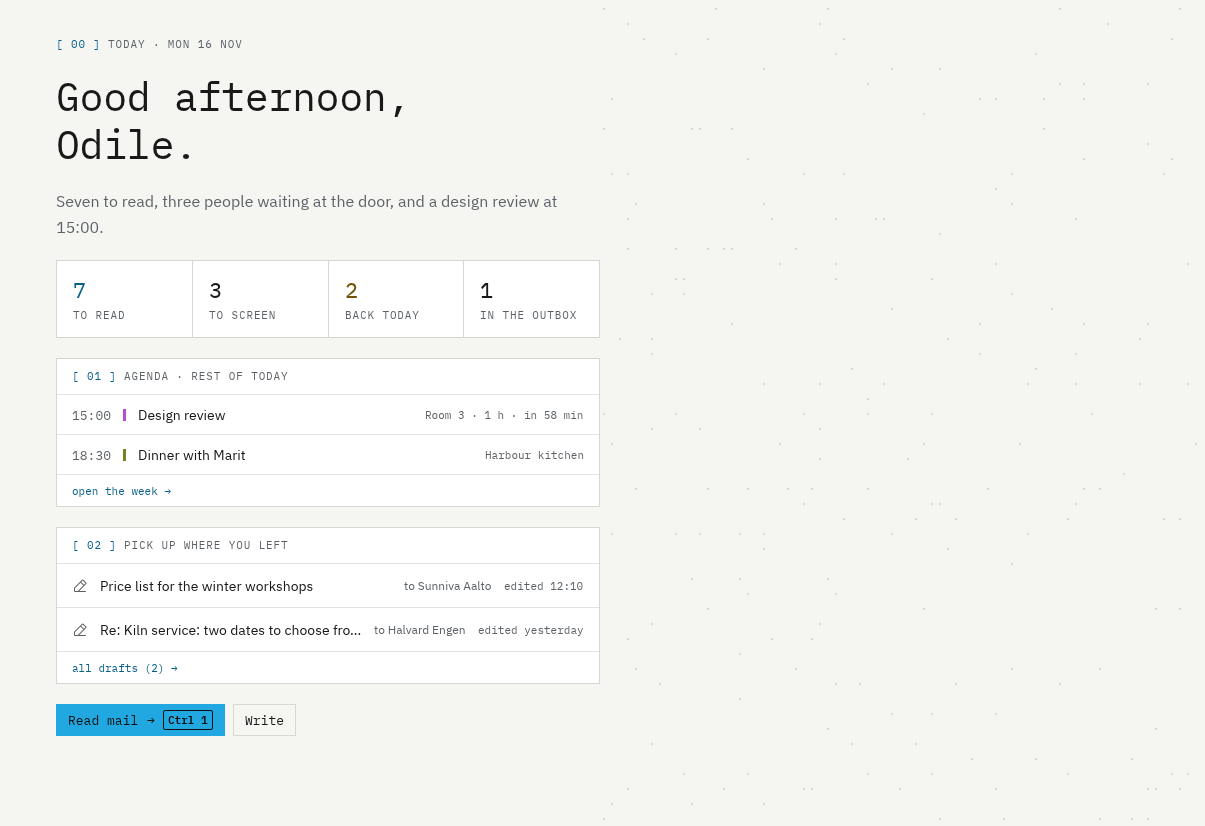 [ 00 ] TODAY · MON 16 NOV
Good afternoon,
Odile.
Seven to read, three people waiting at the door, and a design review at
15:00.
7 3 2 1
TO READ TO SCREEN BACK TODAY IN THE OUTBOX
[ 01 ] AGENDA · REST OF TODAY
15:00 Design review Room 3 · 1 h · in 58 min
18:30 Dinner with Marit Harbour kitchen
open the week →
[ 02 ] PICK UP WHERE YOU LEFT
Price list for the winter workshops to Sunniva Aalto edited 12:10
Re: Kiln service: two dates to choose fro… to Halvard Engen edited yesterday
all drafts (2) →
Read mail → Ctrl 1 Write